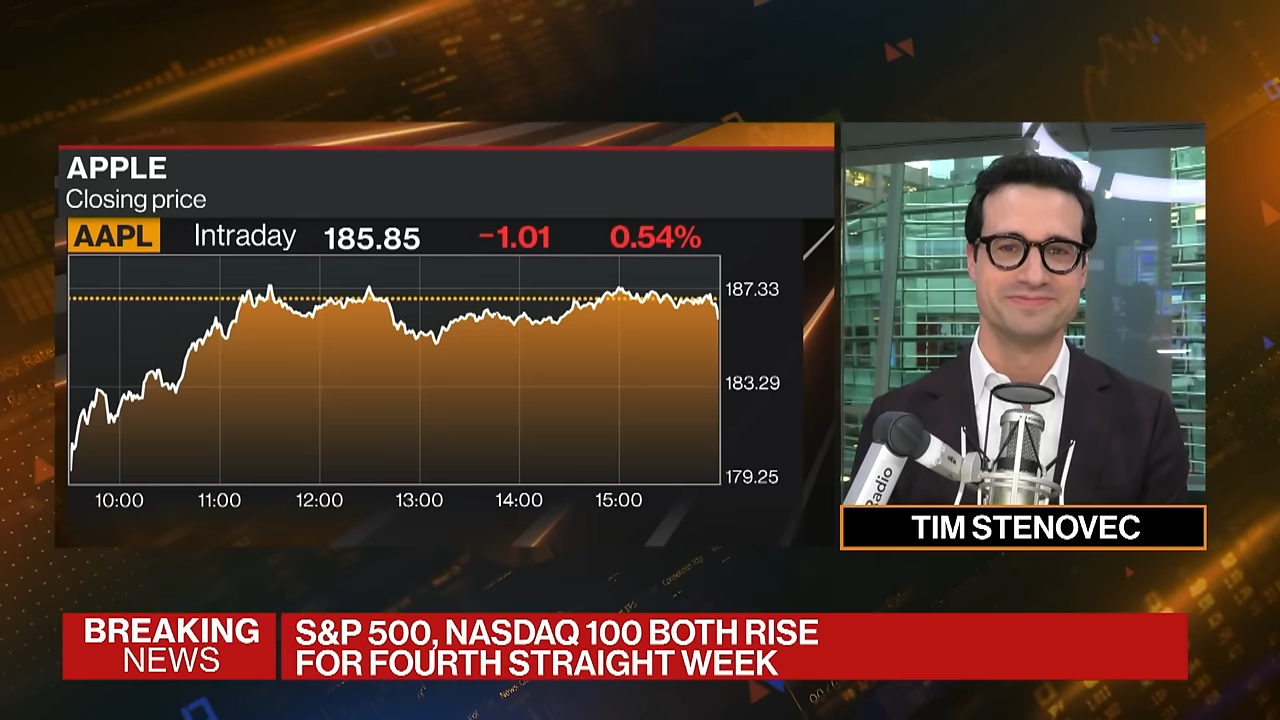 APPLE
Closing price
AAPL Intraday 185.85 −1.01 0.54%
187.33
183.29
179.25
10:00 11:00 12:00 13:00 14:00 15:00
Radio
TIM STENOVEC
BREAKING
NEWS
S&P 500, NASDAQ 100 BOTH RISE
FOR FOURTH STRAIGHT WEEK